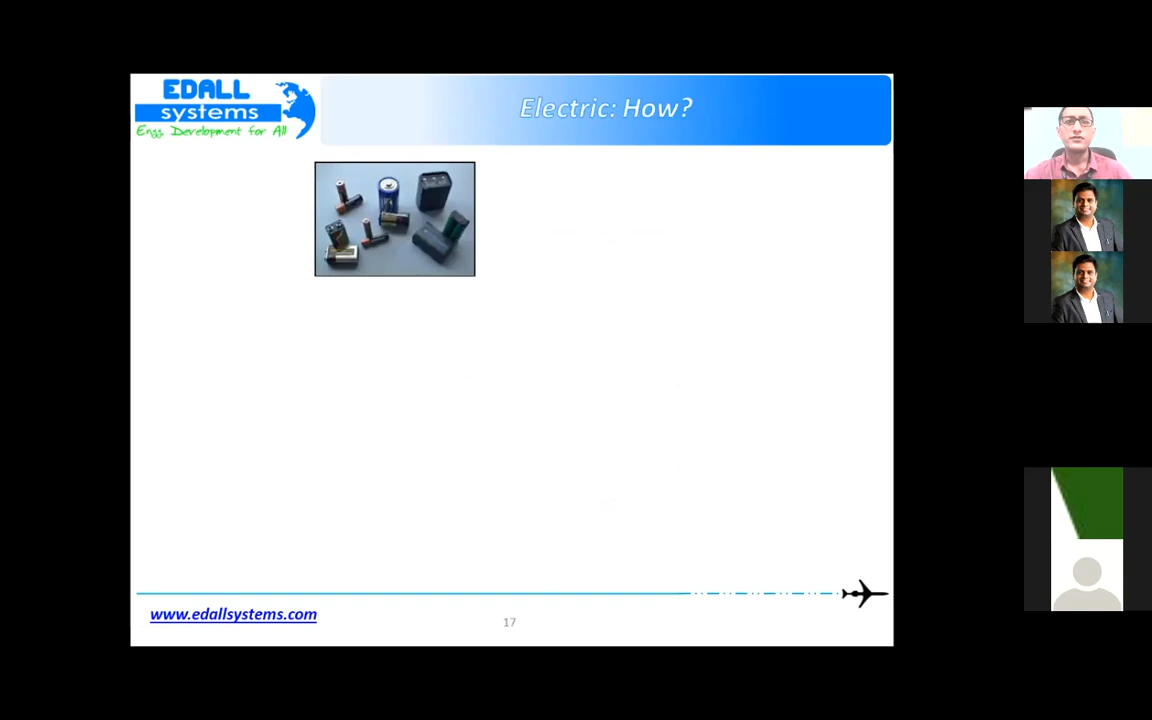 EDALL
systems
Engg. Development for All
Electric: How?
www.edallsystems.com
17